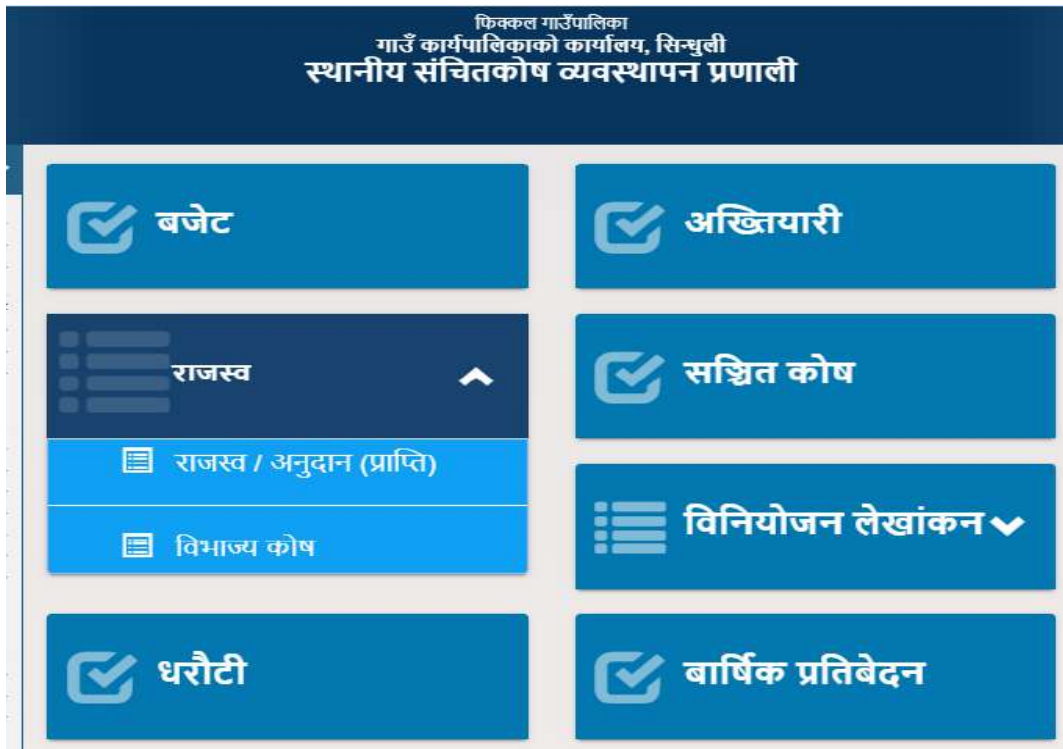 फिक्कल गाउँपालिका
गाउँ कार्यपालिकाको कार्यालय, सिन्धुली
स्थानीय संचितकोष व्यवस्थापन प्रणाली
बजेट
अख्तियारी
राजस्व
सञ्चित कोष
राजस्व / अनुदान (प्राप्ति)
विनियोजन लेखांकन
विभाज्य कोष
धरौटी
बार्षिक प्रतिबेदन